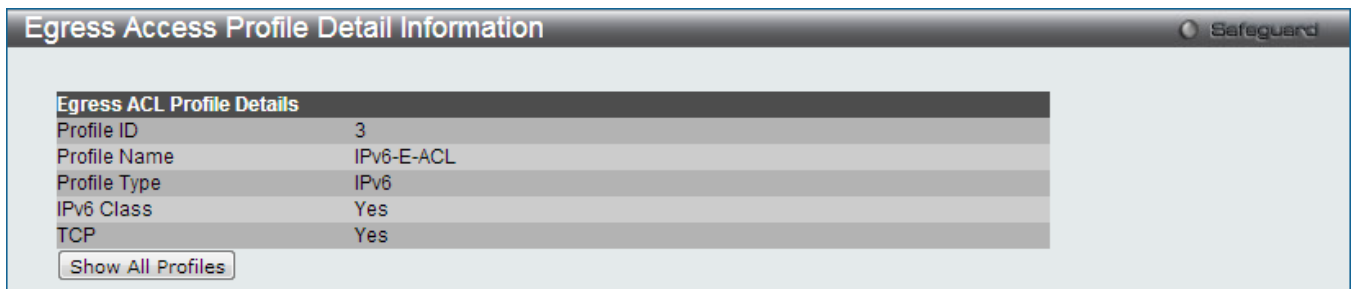 Egress Access Profile Detail Information
Safeguard
Egress ACL Profile Details
Profile ID 3
Profile Name IPv6-E-ACL
Profile Type IPv6
IPv6 Class Yes
TCP Yes
Show All Profiles